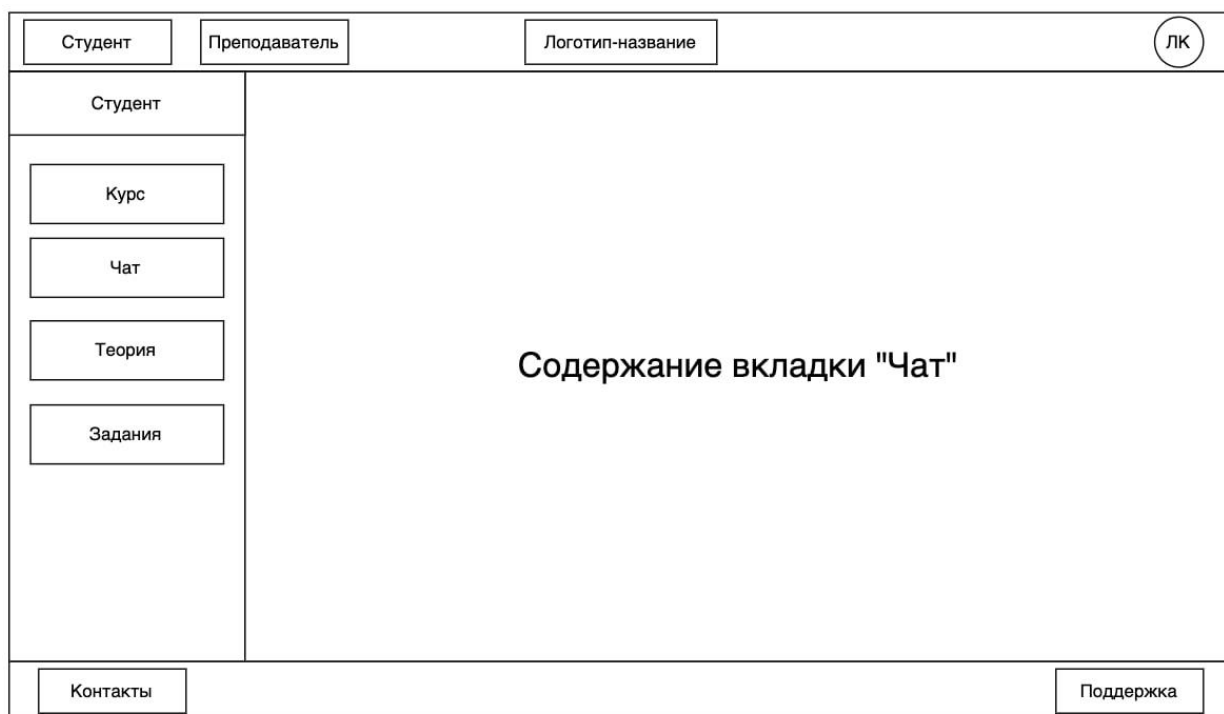 Студент
Преподаватель
Логотип-название
ЛК
Студент
Курс
Чат
Теория
Задания
Содержание вкладки "Чат"
Контакты
Поддержка